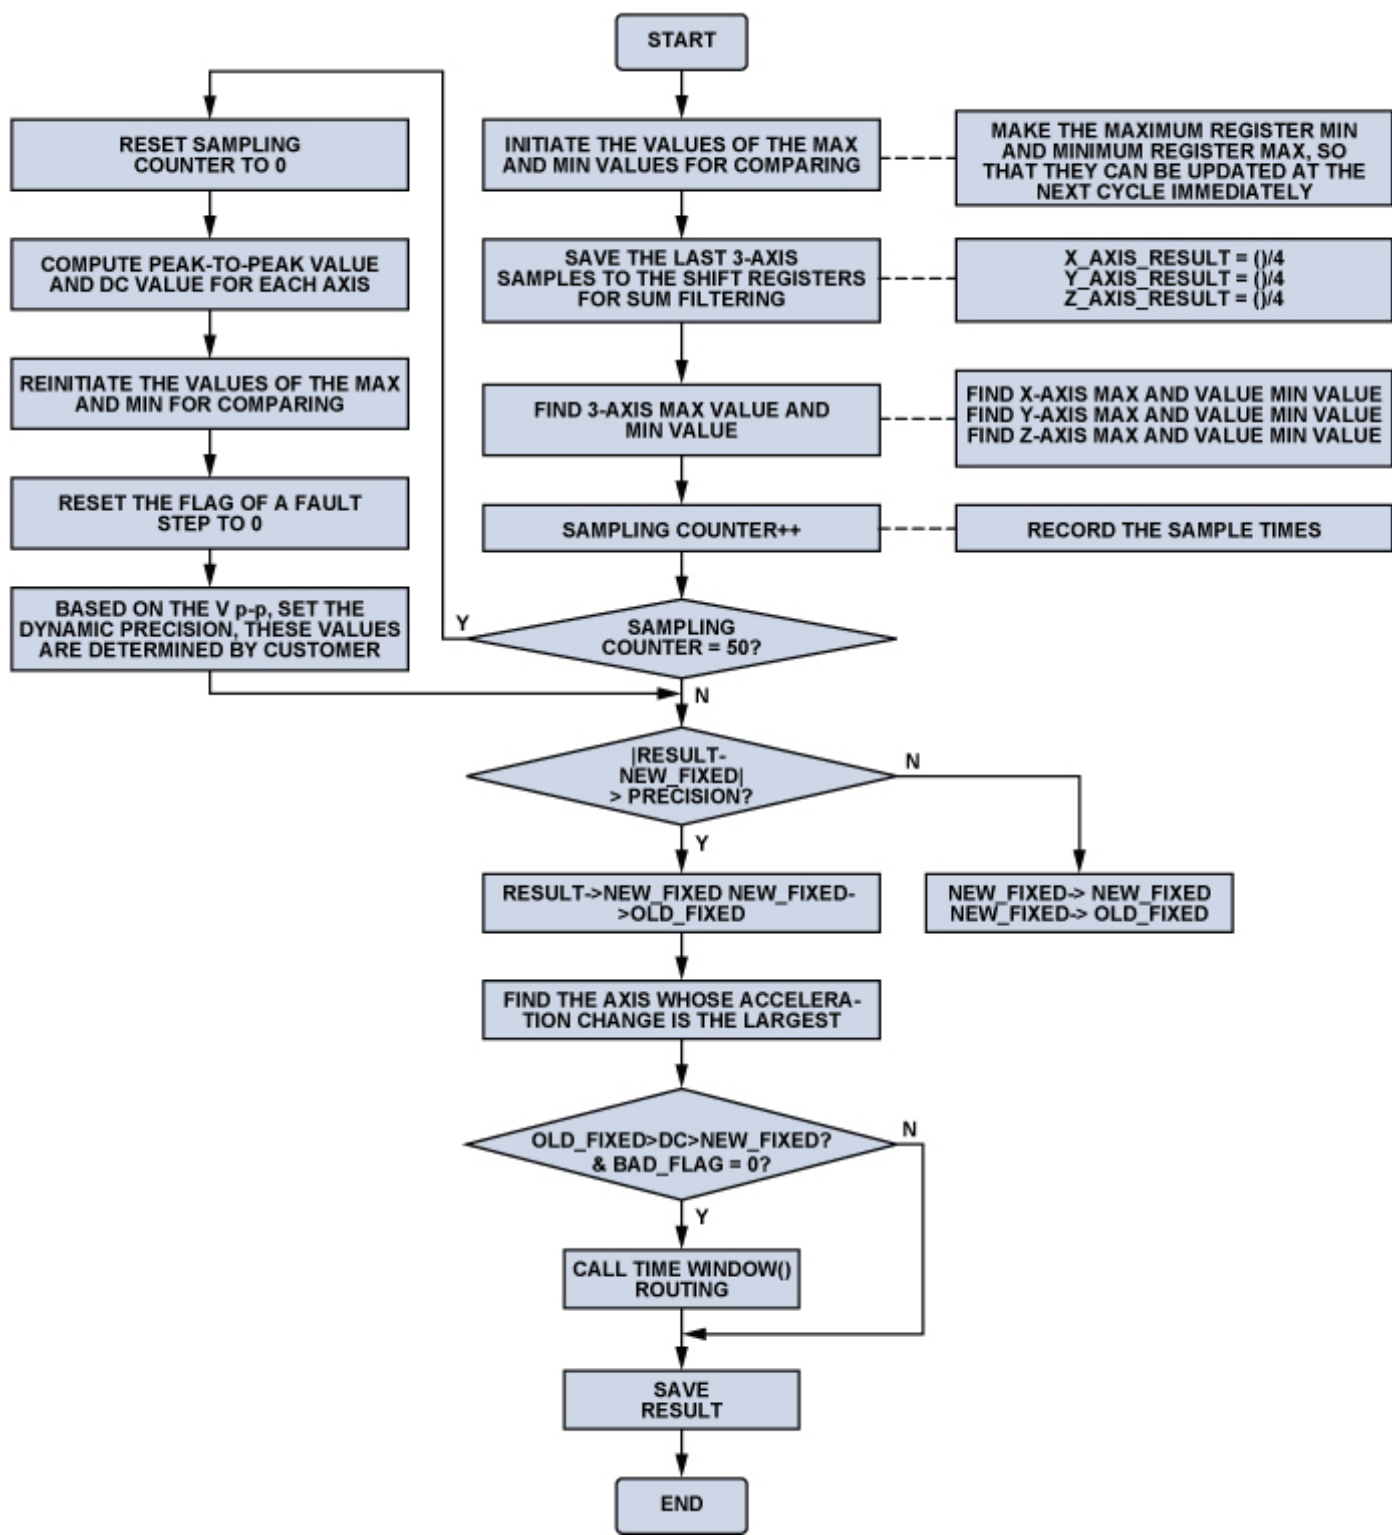 START
RESET SAMPLING
COUNTER TO 0
INITIATE THE VALUES OF THE MAX
AND MIN VALUES FOR COMPARING
MAKE THE MAXIMUM REGISTER MIN
AND MINIMUM REGISTER MAX, SO
THAT THEY CAN BE UPDATED AT THE
NEXT CYCLE IMMEDIATELY
COMPUTE PEAK-TO-PEAK VALUE
AND DC VALUE FOR EACH AXIS
SAVE THE LAST 3-AXIS
SAMPLES TO THE SHIFT REGISTERS
FOR SUM FILTERING
X_AXIS_RESULT = ()/4
Y_AXIS_RESULT = ()/4
Z_AXIS_RESULT = ()/4
REINITIATE THE VALUES OF THE MAX
AND MIN FOR COMPARING
FIND 3-AXIS MAX VALUE AND
MIN VALUE
FIND X-AXIS MAX AND VALUE MIN VALUE
FIND Y-AXIS MAX AND VALUE MIN VALUE
FIND Z-AXIS MAX AND VALUE MIN VALUE
RESET THE FLAG OF A FAULT
STEP TO 0
SAMPLING COUNTER++
RECORD THE SAMPLE TIMES
BASED ON THE V p-p, SET THE
DYNAMIC PRECISION, THESE VALUES
ARE DETERMINED BY CUSTOMER
Y
SAMPLING
COUNTER = 50?
N
|RESULT-
NEW_FIXED|
> PRECISION?
N
Y
RESULT->NEW_FIXED NEW_FIXED-
>OLD_FIXED
NEW_FIXED-> NEW_FIXED
NEW_FIXED-> OLD_FIXED
FIND THE AXIS WHOSE ACCELERA-
TION CHANGE IS THE LARGEST
OLD_FIXED>DC>NEW_FIXED?
& BAD_FLAG = 0?
N
Y
CALL TIME WINDOW()
ROUTING
SAVE
RESULT
END